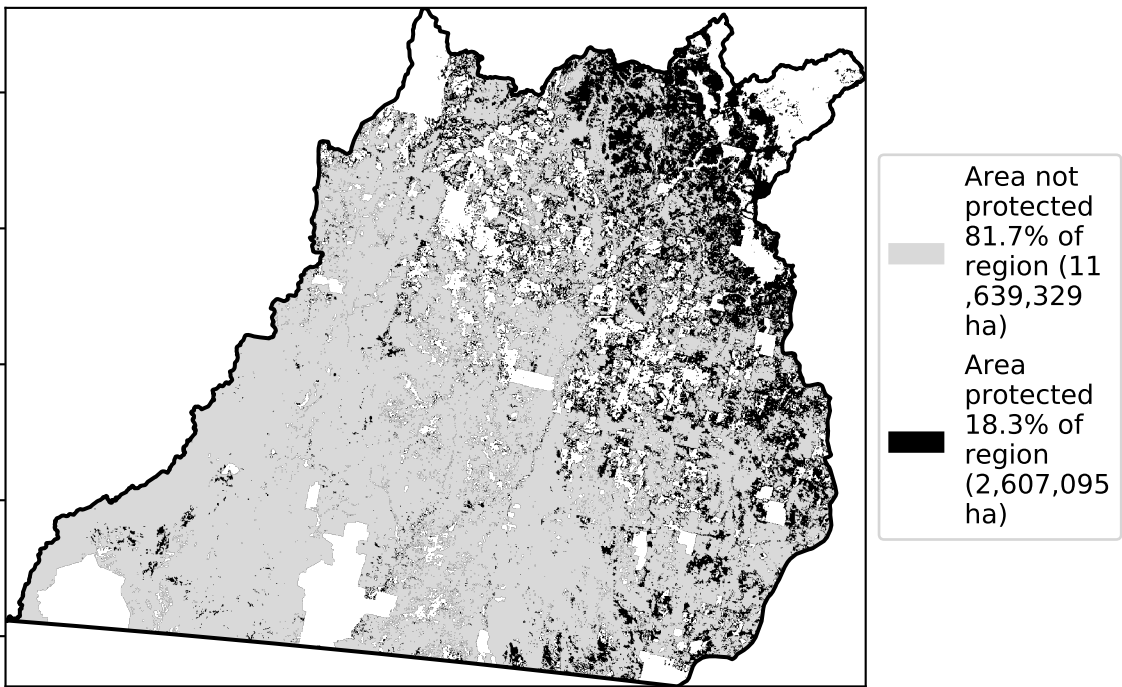 Area not
protected
81.7% of
region (11
,639,329
ha)
Area
protected
18.3% of
region
(2,607,095
ha)